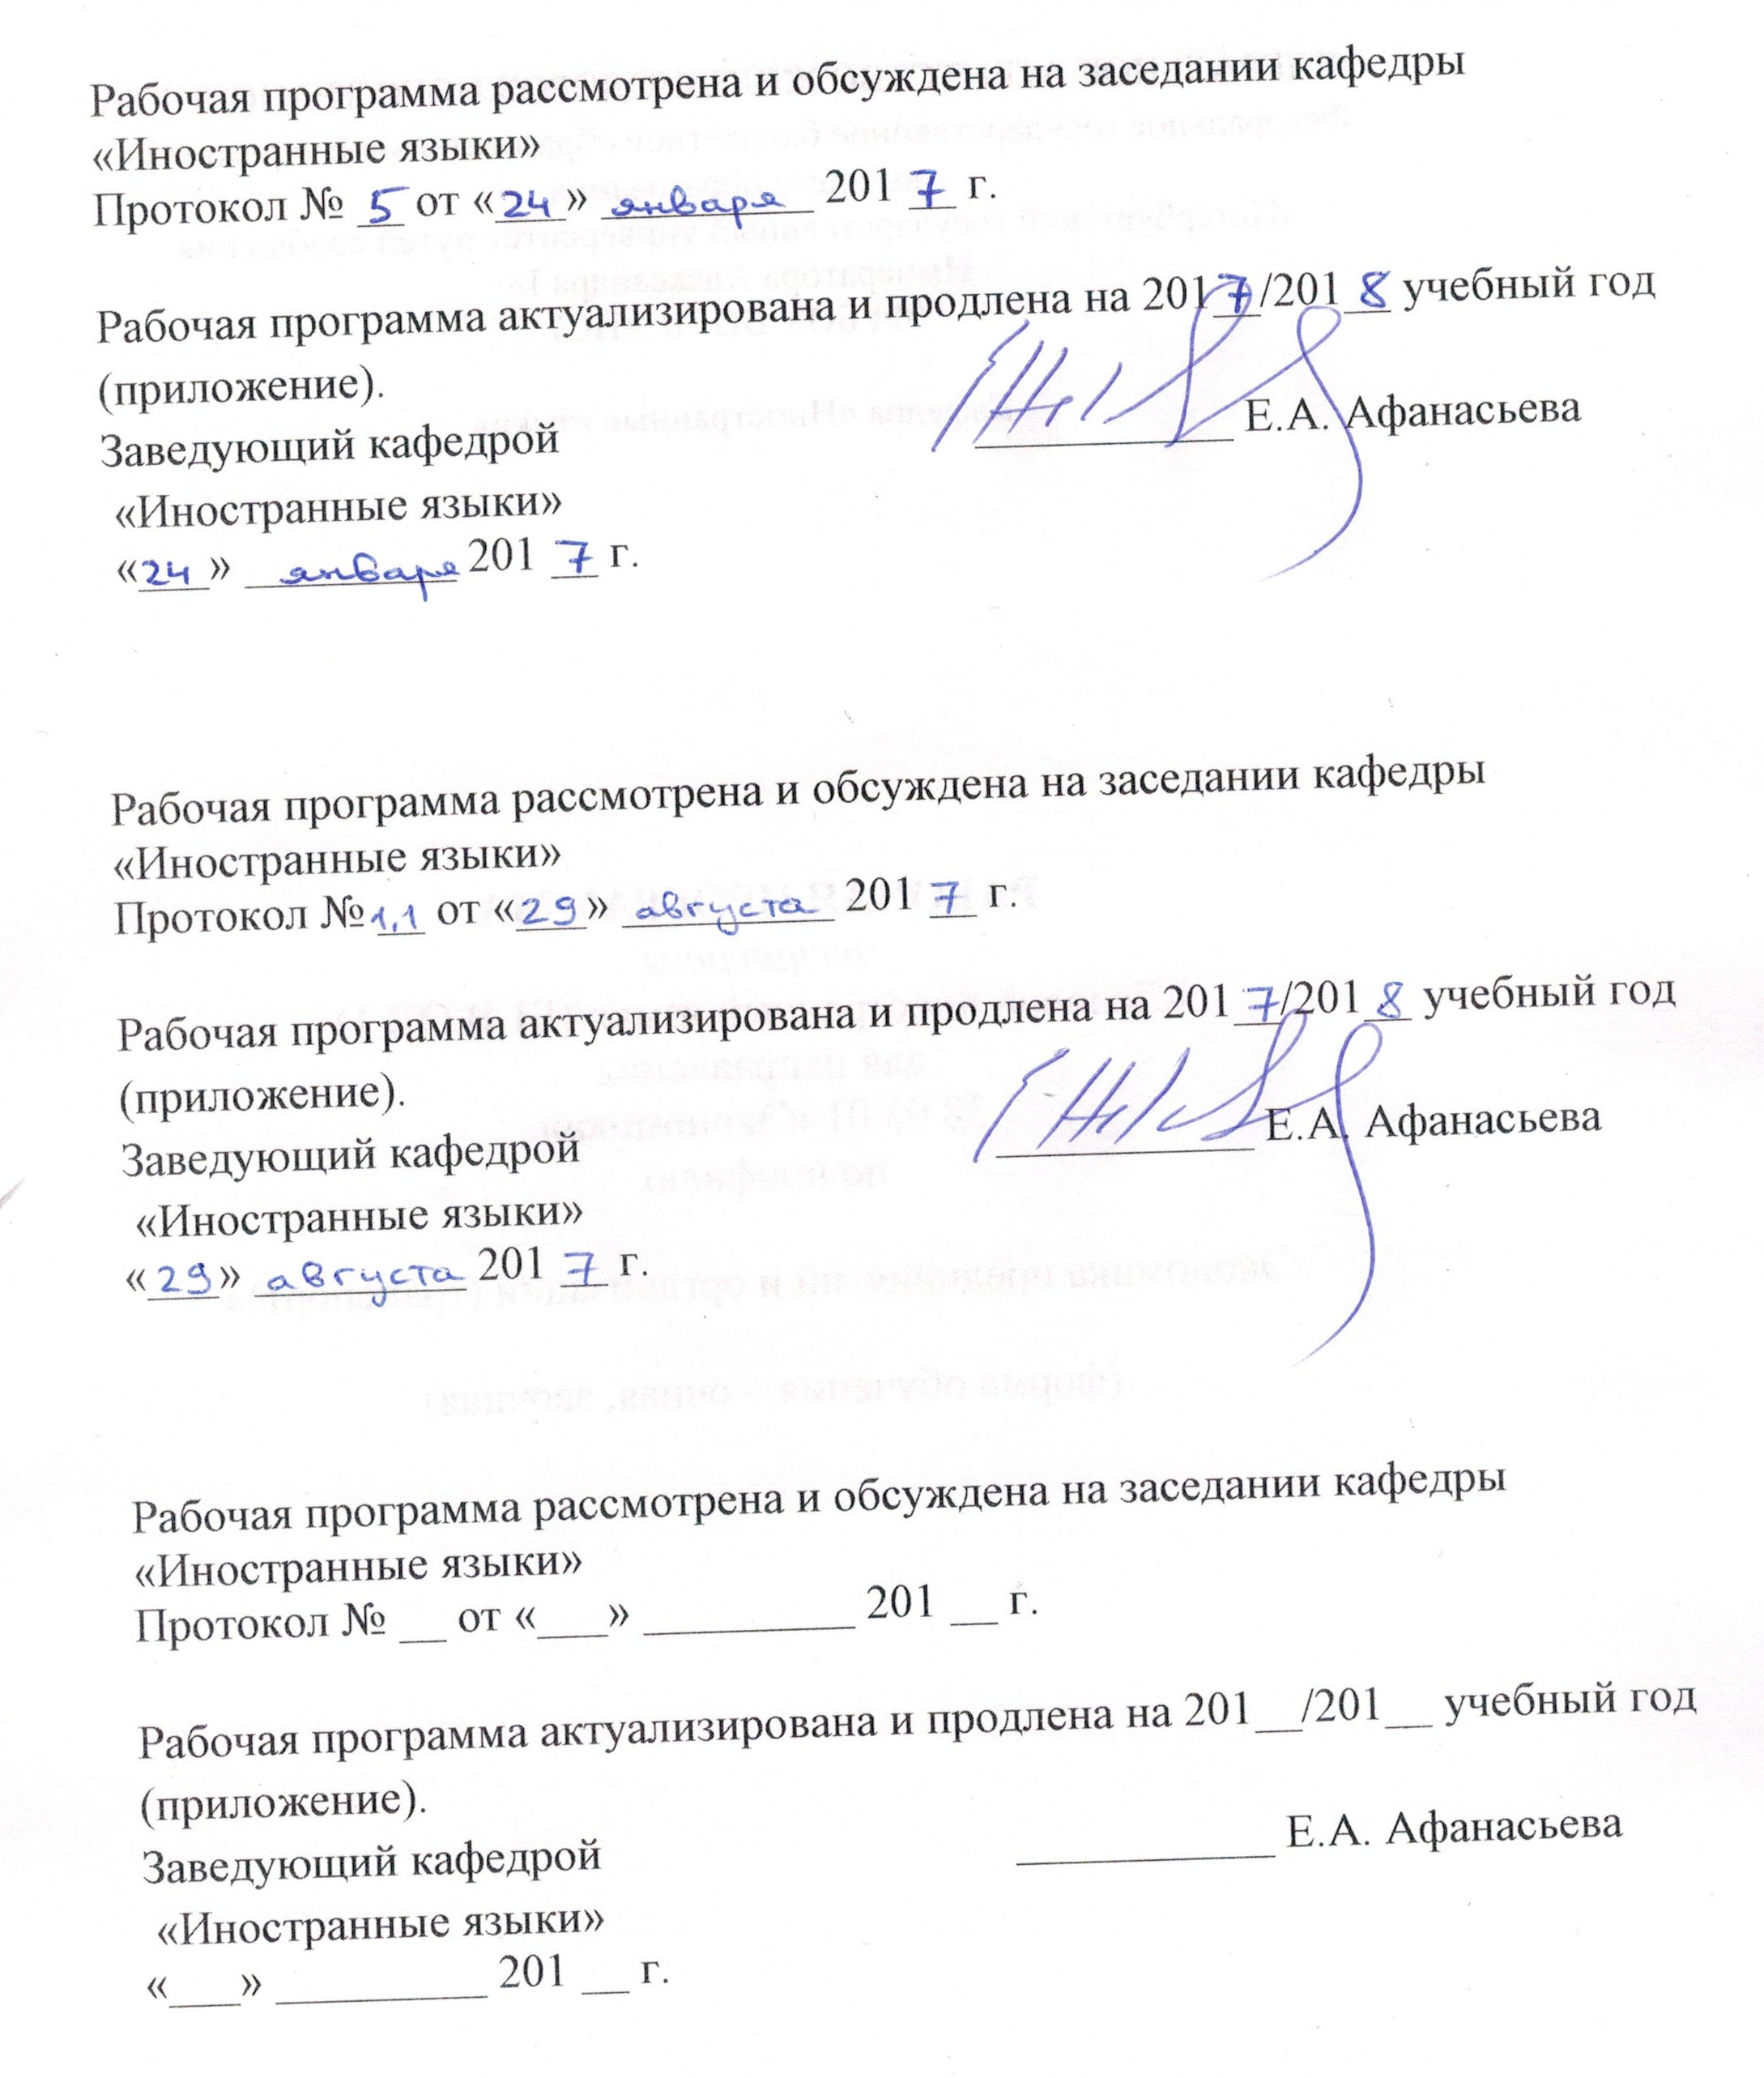 Рабочая программа рассмотрена и обсуждена на заседании кафедры
«Иностранные языки»
Протокол № 5 от «24» января 2017 г.
Рабочая программа актуализирована и продлена на 2017/2018 учебный год
(приложение).
Заведующий кафедрой Е.А. Афанасьева
«Иностранные языки»
«24» января 2017 г.
Рабочая программа рассмотрена и обсуждена на заседании кафедры
«Иностранные языки»
Протокол № 1,1 от «29» августа 2017 г.
Рабочая программа актуализирована и продлена на 2017/2018 учебный год
(приложение).
Заведующий кафедрой Е.А. Афанасьева
«Иностранные языки»
«29» августа 2017 г.
Рабочая программа рассмотрена и обсуждена на заседании кафедры
«Иностранные языки»
Протокол № __ от «___» _________ 201 __ г.
Рабочая программа актуализирована и продлена на 201__/201__ учебный год
(приложение).
Заведующий кафедрой ___________ Е.А. Афанасьева
«Иностранные языки»
«___» _________ 201 __ г.